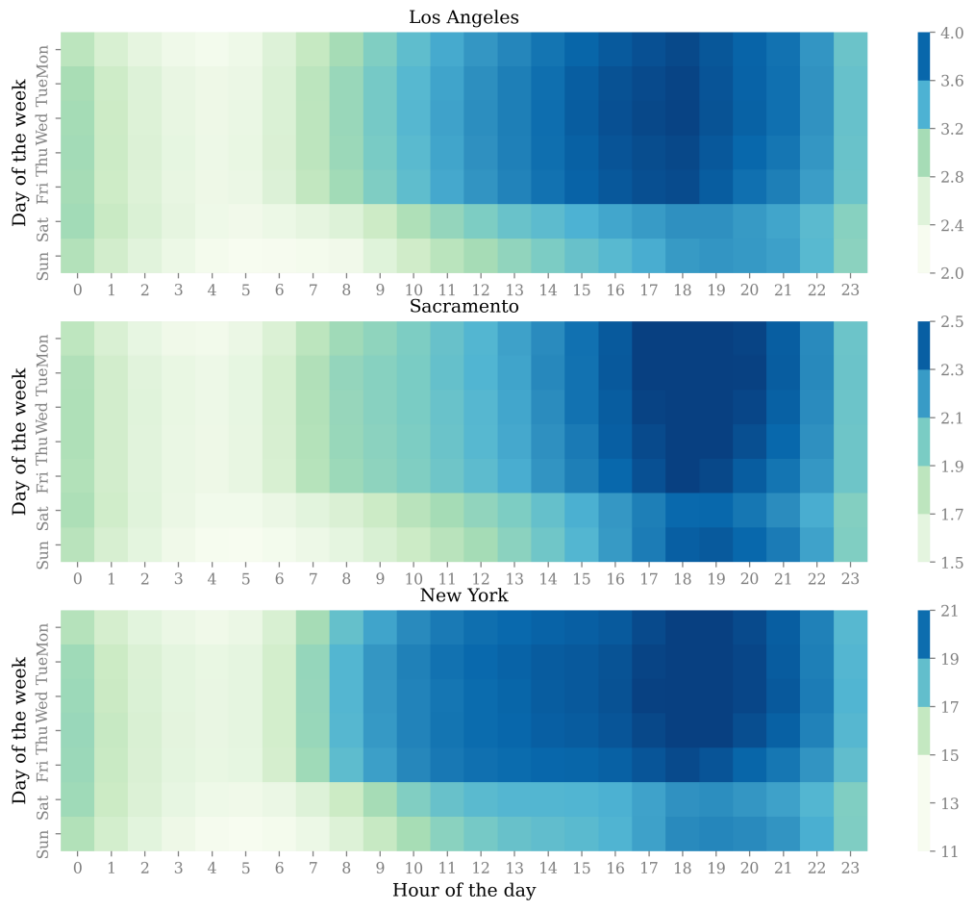 Los Angeles
Day of the week
Mon
Tue
Wed
Thu
Fri
Sat
Sun
0 1 2 3 4 5 6 7 8 9 10 11 12 13 14 15 16 17 18 19 20 21 22 23
4.0
3.6
3.2
2.8
2.4
2.0
Sacramento
Day of the week
Mon
Tue
Wed
Thu
Fri
Sat
Sun
0 1 2 3 4 5 6 7 8 9 10 11 12 13 14 15 16 17 18 19 20 21 22 23
2.5
2.3
2.1
1.9
1.7
1.5
New York
Day of the week
Mon
Tue
Wed
Thu
Fri
Sat
Sun
0 1 2 3 4 5 6 7 8 9 10 11 12 13 14 15 16 17 18 19 20 21 22 23
21
19
17
15
13
11
Hour of the day